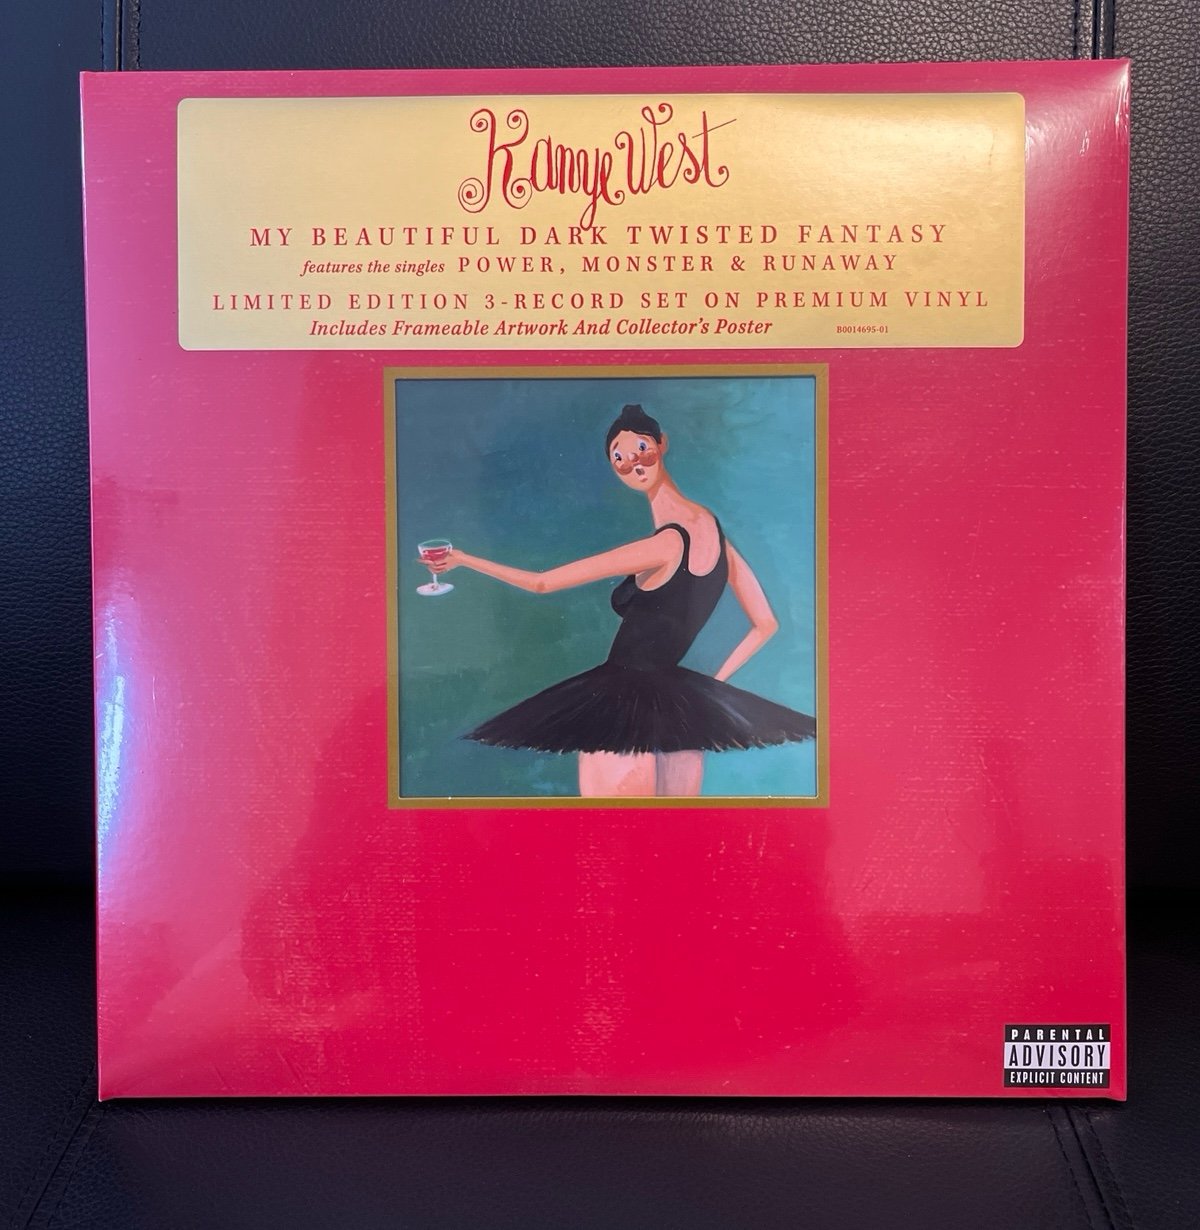 Kanye West
MY BEAUTIFUL DARK TWISTED FANTASY
features the singles POWER, MONSTER & RUNAWAY
LIMITED EDITION 3-RECORD SET ON PREMIUM VINYL
Includes Frameable Artwork And Collector's Poster B0014695-01
PARENTAL
ADVISORY
EXPLICIT CONTENT